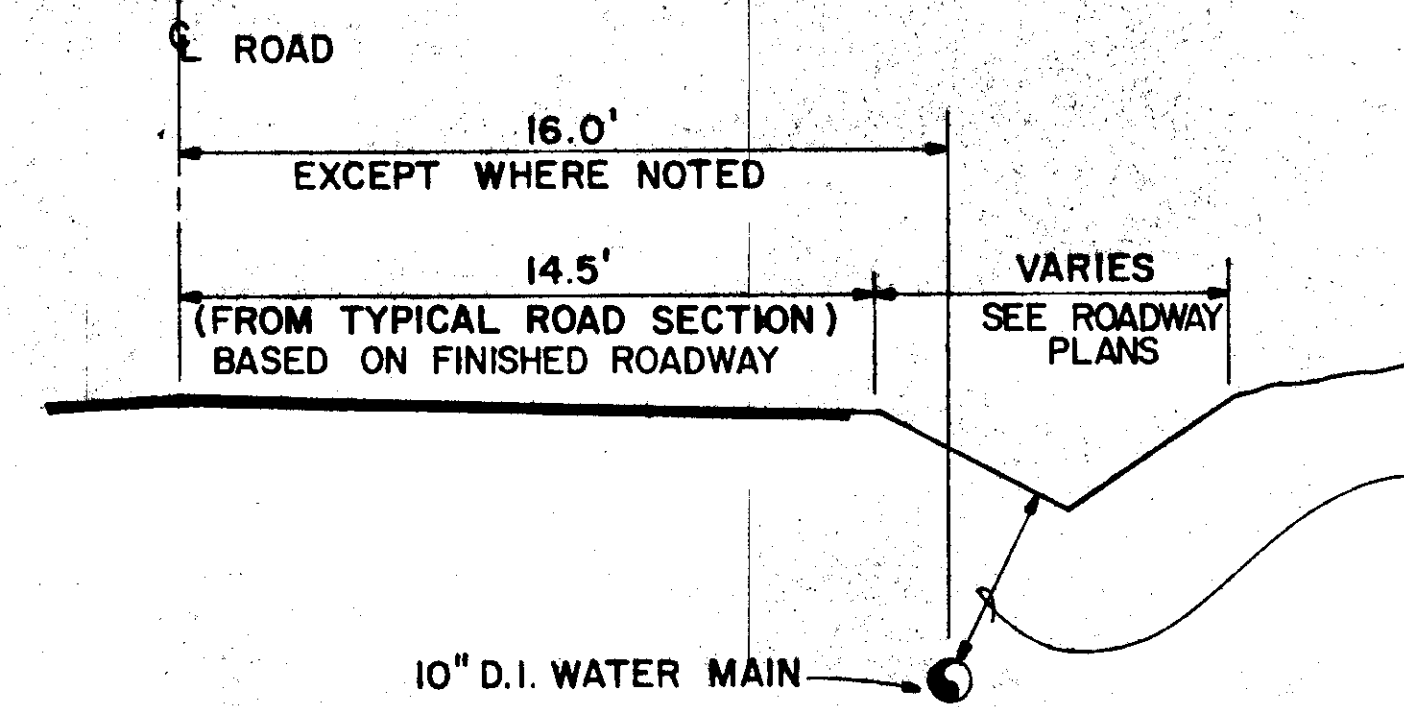 ℄ ROAD
16.0'
EXCEPT WHERE NOTED
14.5'
(FROM TYPICAL ROAD SECTION)
BASED ON FINISHED ROADWAY
VARIES
SEE ROADWAY
PLANS
10" D.I. WATER MAIN